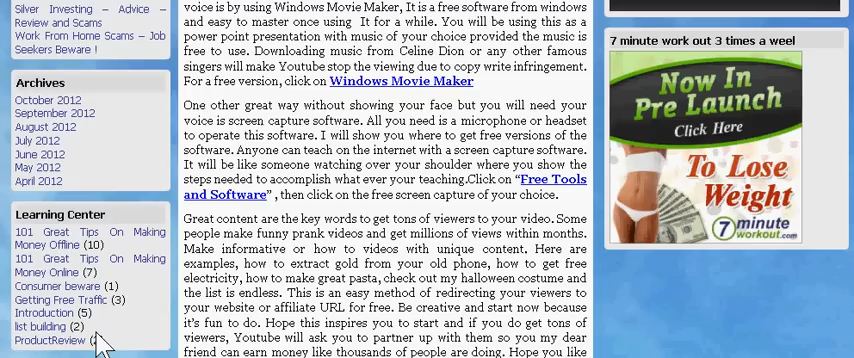 Silver Investing – Advice –
Review and Scams
Work From Home Scams – Job
Seekers Beware !
Archives
October 2012
September 2012
August 2012
July 2012
June 2012
May 2012
April 2012
Learning Center
101 Great Tips On Making
Money Offline (10)
101 Great Tips On Making
Money Online (7)
Consumer beware (1)
Getting Free Traffic (3)
Introduction (5)
list building (2)
ProductReview
voice is by using Windows Movie Maker, It is a free software from windows
and easy to master once using It for a while. You will be using this as a
power point presentation with music of your choice provided the music is
free to use. Downloading music from Celine Dion or any other famous
singers will make Youtube stop the viewing due to copy write infringement.
For a free version, click on Windows Movie Maker
One other great way without showing your face but you will need your
voice is screen capture software. All you need is a microphone or headset
to operate this software. I will show you where to get free versions of the
software. Anyone can teach on the internet with a screen capture software.
It will be like someone watching over your shoulder where you show the
steps needed to accomplish what ever your teaching.Click on “Free Tools
and Software” , then click on the free screen capture of your choice.
Great content are the key words to get tons of viewers to your video. Some
people make funny prank videos and get millions of views within months.
Make informative or how to videos with unique content. Here are
examples, how to extract gold from your old phone, how to get free
electricity, how to make great pasta, check out my halloween costume and
the list is endless. This is an easy method of redirecting your viewers to
your website or affiliate URL for free. Be creative and start now because
it's fun to do. Hope this inspires you to start and if you do get tons of
viewers, Youtube will ask you to partner up with them so you my dear
friend can earn money like thousands of people are doing. Hope you like
7 minute work out 3 times a weel
Now In
Pre Launch
Click Here
To Lose
Weight
7 minute
workout.com